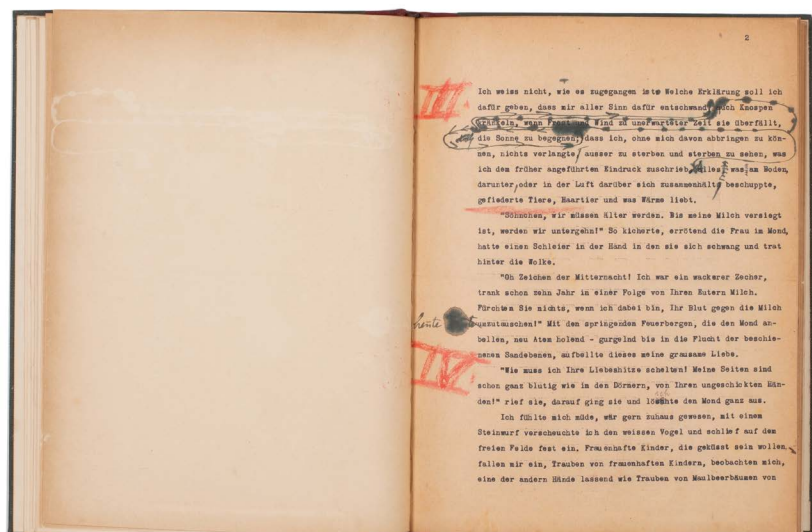 2
III.
Ich weiss nicht, wie es zugegangen ist. Welche Erklärung soll ich
dafür geben, dass mir aller Sinn dafür entschwand, auch Knospen
kränkeln, wenn Frost und Wind zu unerwarteter Zeit sie überfällt,
die Sonne zu begegnen, dass ich, ohne mich davon abbringen zu kön-
nen, nichts verlangte, ausser zu sterben und sterben zu sehen, was
ich dem früher angeführten Eindruck zuschrieb, alles, was am Boden,
darunter, oder in der Luft darüber sich zusammenhält, beschuppte,
gefiederte Tiere, Haartier und was Wärme liebt.
"Söhnchen, wir müssen älter werden. Bis meine Milch versiegt
ist, werden wir untergehn!" So kicherte, errötend die Frau im Mond,
hatte einen Schleier in der Hand in den sie sich schwang und trat
hinter die Wolke.
"Oh Zeichen der Mitternacht! Ich war ein wackerer Zecher,
trank schon zehn Jahr in einer Folge von Ihren Eutern Milch.
Fürchten Sie nichts, wenn ich dabei bin, Ihr Blut gegen die Milch
heute umzutauschen!" Mit den springenden Feuerbergen, die den Mond an-
bellen, neu Atem holend - gurgelnd bis in die Flucht der beschie-
nenen Sandebenen, aufbellte dieses meine grausame Liebe.
IV.
"Wie muss ich Ihre Liebeshitze schelten! Meine Seiten sind
schon ganz blutig wie in den Dörnern, von Ihren ungeschickten Hän-
den!" rief sie, darauf ging sie und löschte den Mond ganz aus.
Ich fühlte mich müde, wär gern zuhaus gewesen, mit einem
Steinwurf verscheuchte ich den weissen Vogel und schlief auf dem
freien Felde fest ein. Frauenhafte Kinder, die geküsst sein wollen,
fallen mir ein, Trauben von frauenhaften Kindern, beobachten mich,
eine der andern Hände lassend wie Trauben von Maulbeerbäumen von